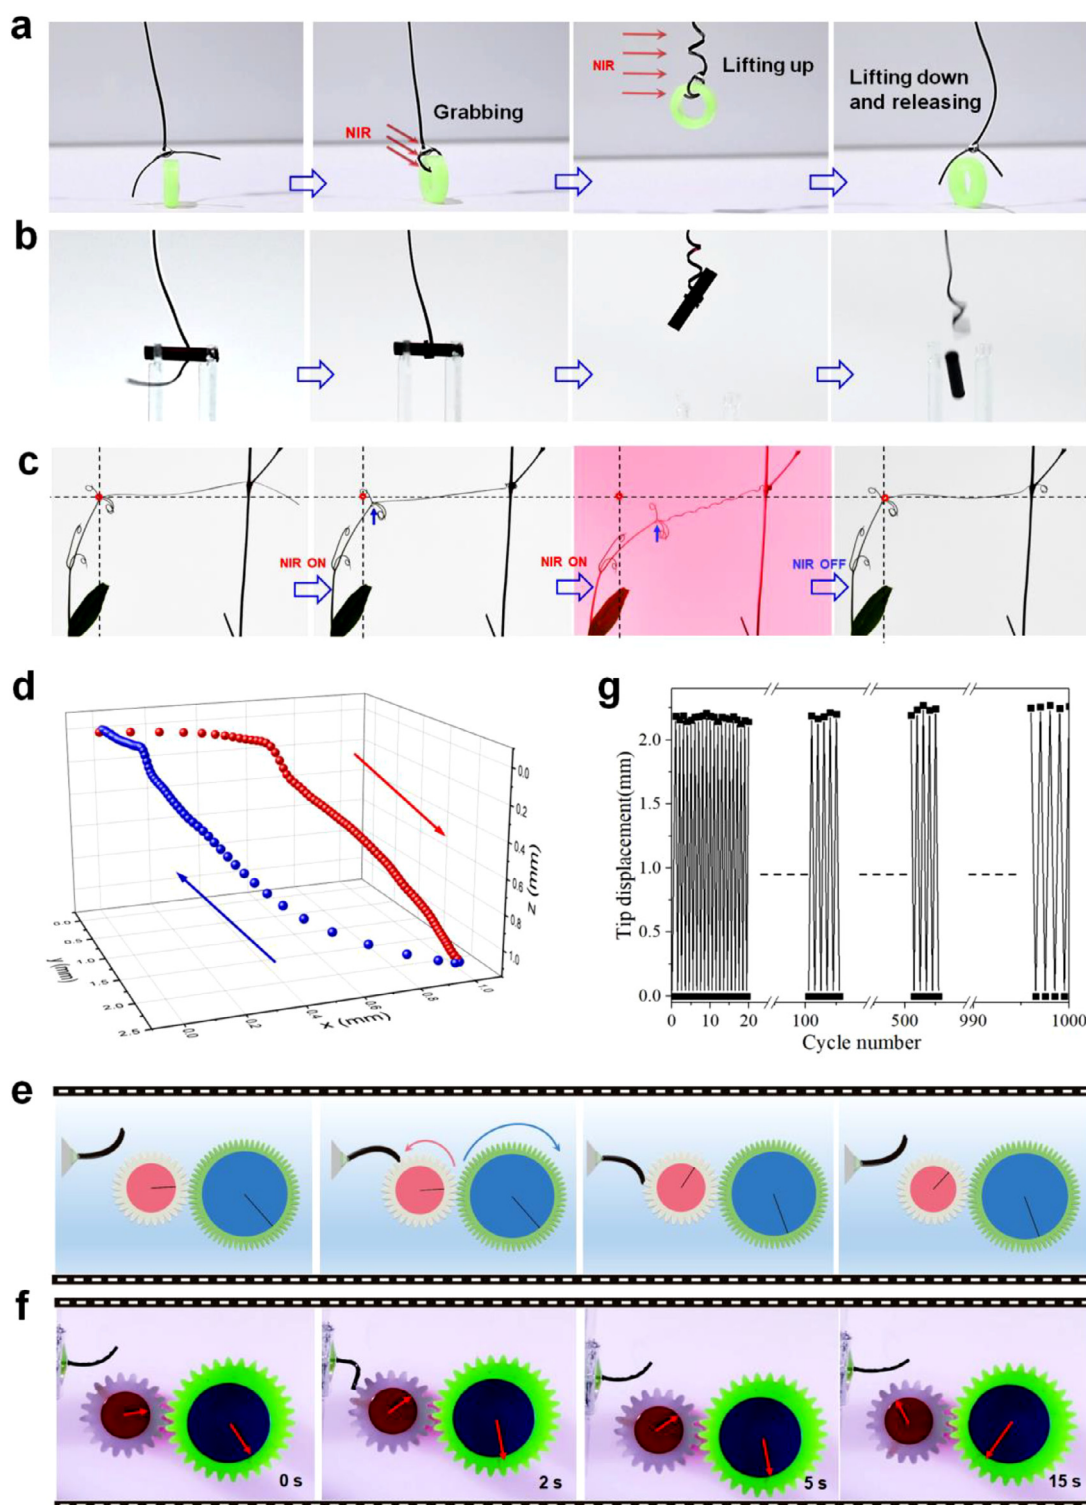 a
NIR
Grabbing
NIR
Lifting up
Lifting down
and releasing
b
c
NIR ON
NIR ON
NIR OFF
d
0.0
0.2
0.4
0.6
0.8
1.0
Z (mm)
0.0
0.5
1.0
1.5
2.0
2.5
y (mm)
0.0
0.2
0.4
0.6
0.8
1.0
x (mm)
g
2.0
1.5
1.0
0.5
0.0
Tip displacement(mm)
0 10 20 100 500 990 1000
Cycle number
e
f
0 s
2 s
5 s
15 s